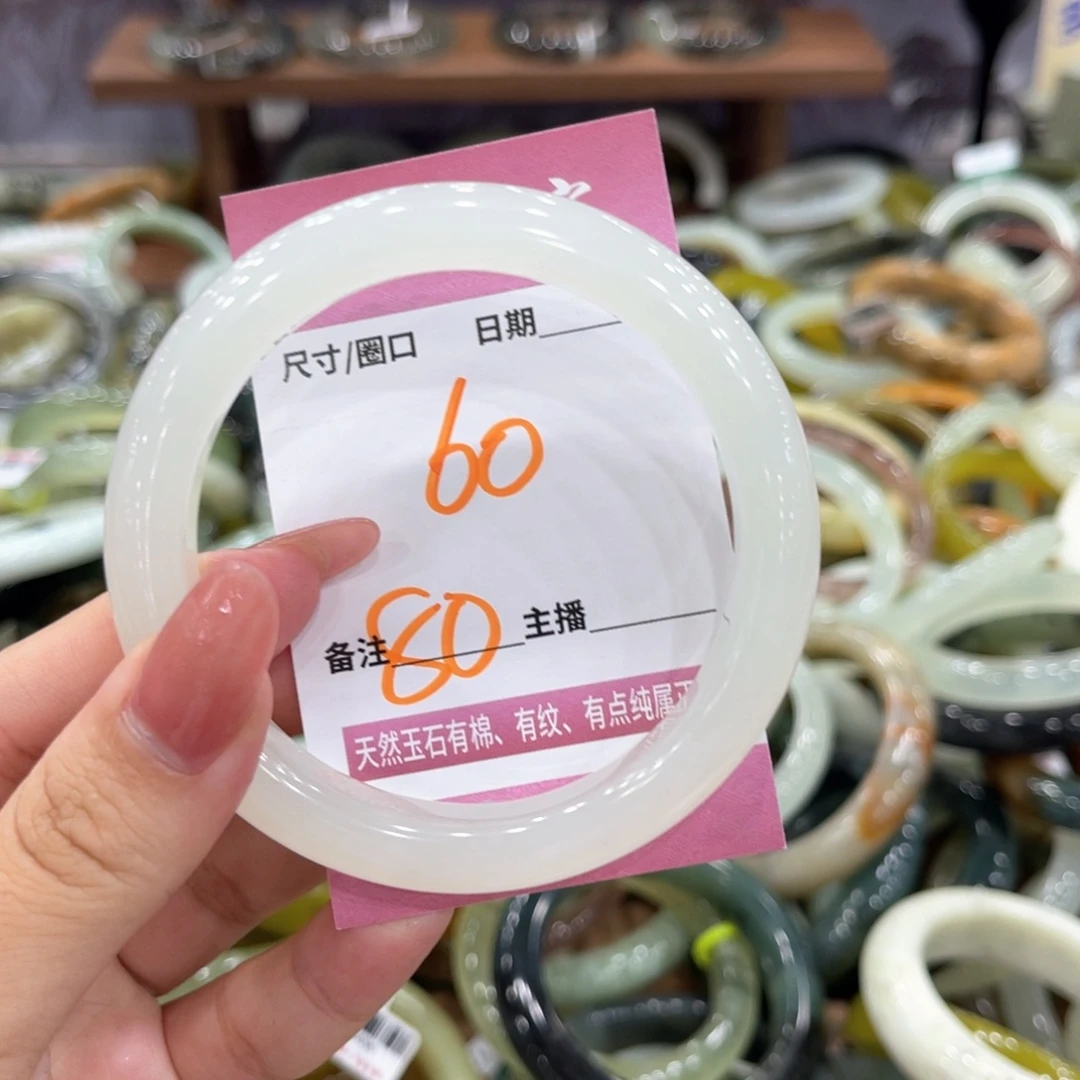 尺寸/圈口 日期
60
80
备注 主播
天然玉石有棉、有纹、有点纯属正